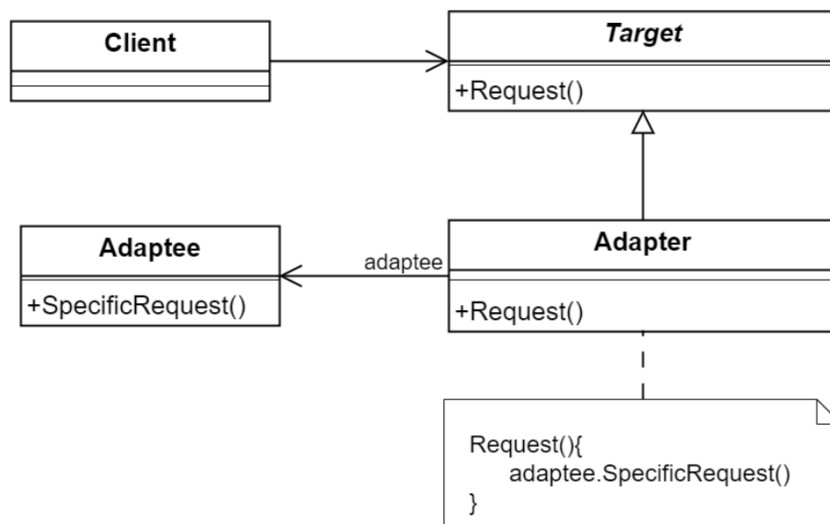 Client
Target
+Request()
Adaptee
+SpecificRequest()
adaptee
Adapter
+Request()
Request(){
adaptee.SpecificRequest()
}